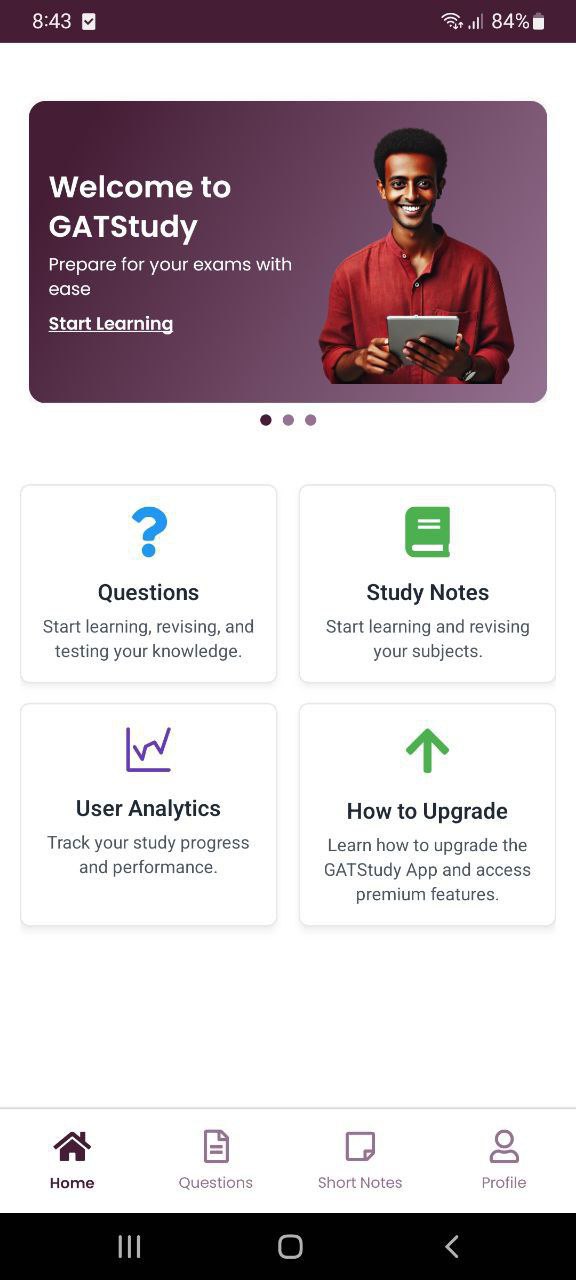 8:43
84%
Welcome to
GATStudy
Prepare for your exams with
ease
Start Learning
Questions
Start learning, revising, and
testing your knowledge.
Study Notes
Start learning and revising
your subjects.
User Analytics
Track your study progress
and performance.
How to Upgrade
Learn how to upgrade the
GATStudy App and access
premium features.
Home
Questions
Short Notes
Profile